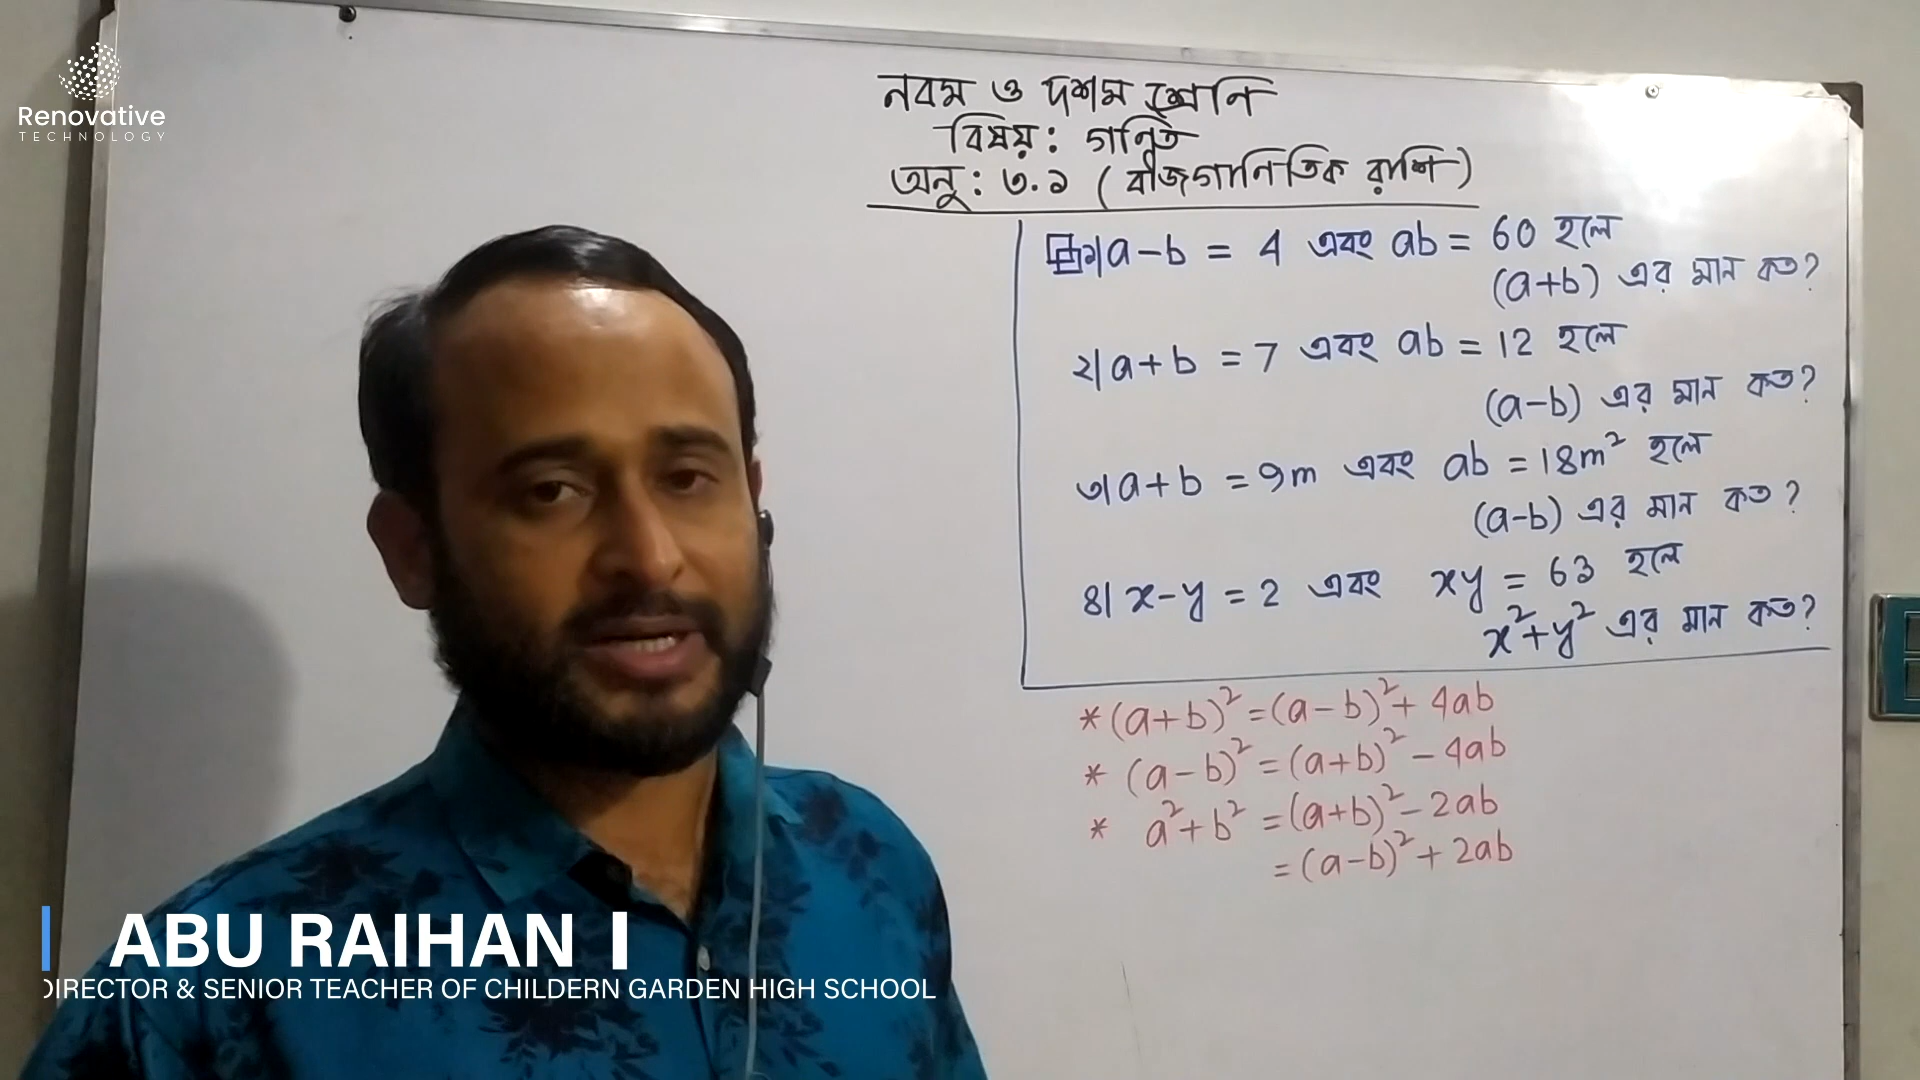 Renovative
TECHNOLOGY
নবম ও দশম শ্রেণি
বিষয়: গণিত
অনু: ৩.১ (বীজগাণিতিক রাশি)
১| a-b = 4 এবং ab = 60 হলে
(a+b) এর মান কত?
২| a+b = 7 এবং ab = 12 হলে
(a-b) এর মান কত?
৩| a+b = 9m এবং ab = 18m² হলে
(a-b) এর মান কত?
৪| x-y = 2 এবং xy = 63 হলে
x²+y² এর মান কত?
* (a+b)² = (a-b)² + 4ab
* (a-b)² = (a+b)² - 4ab
* a²+b² = (a+b)² - 2ab
= (a-b)² + 2ab
ABU RAIHAN I
DIRECTOR & SENIOR TEACHER OF CHILDERN GARDEN HIGH SCHOOL